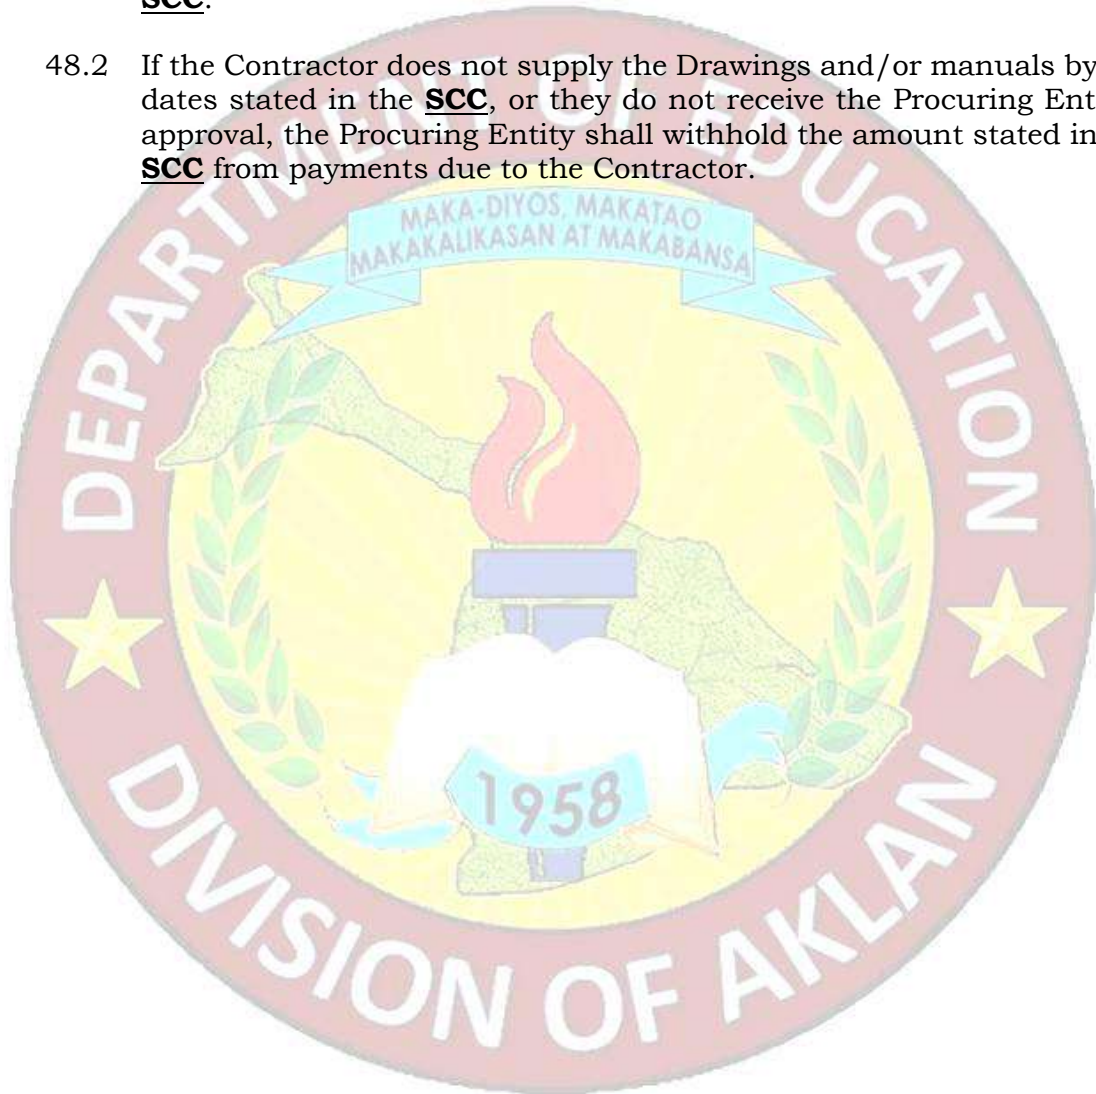 SCC.
48.2 If the Contractor does not supply the Drawings and/or manuals by
dates stated in the SCC, or they do not receive the Procuring Ent
approval, the Procuring Entity shall withhold the amount stated in
SCC from payments due to the Contractor.
DEPARTMENT OF EDUCATION
MAKA-DIYOS, MAKATAO
MAKAKALIKASAN AT MAKABANSA
1958
DIVISION OF AKLAN